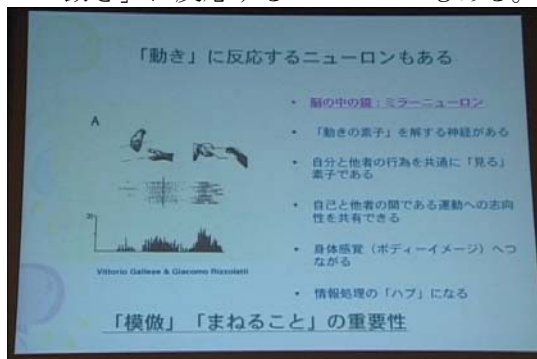 「動き」に反応するニューロンもある
• 脳の中の鏡：ミラーニューロン
A
• 「動きの素子」を解する神経がある
• 自分と他者の行為を共通に「見る」
素子である
• 自己と他者の間である運動への志向
性を共有できる
20
• 身体感覚（ボディーイメージ）へつ
ながる
Vittorio Gallese & Giacomo Rizzolatti
• 情報処理の「ハブ」になる
「模倣」「まねること」の重要性